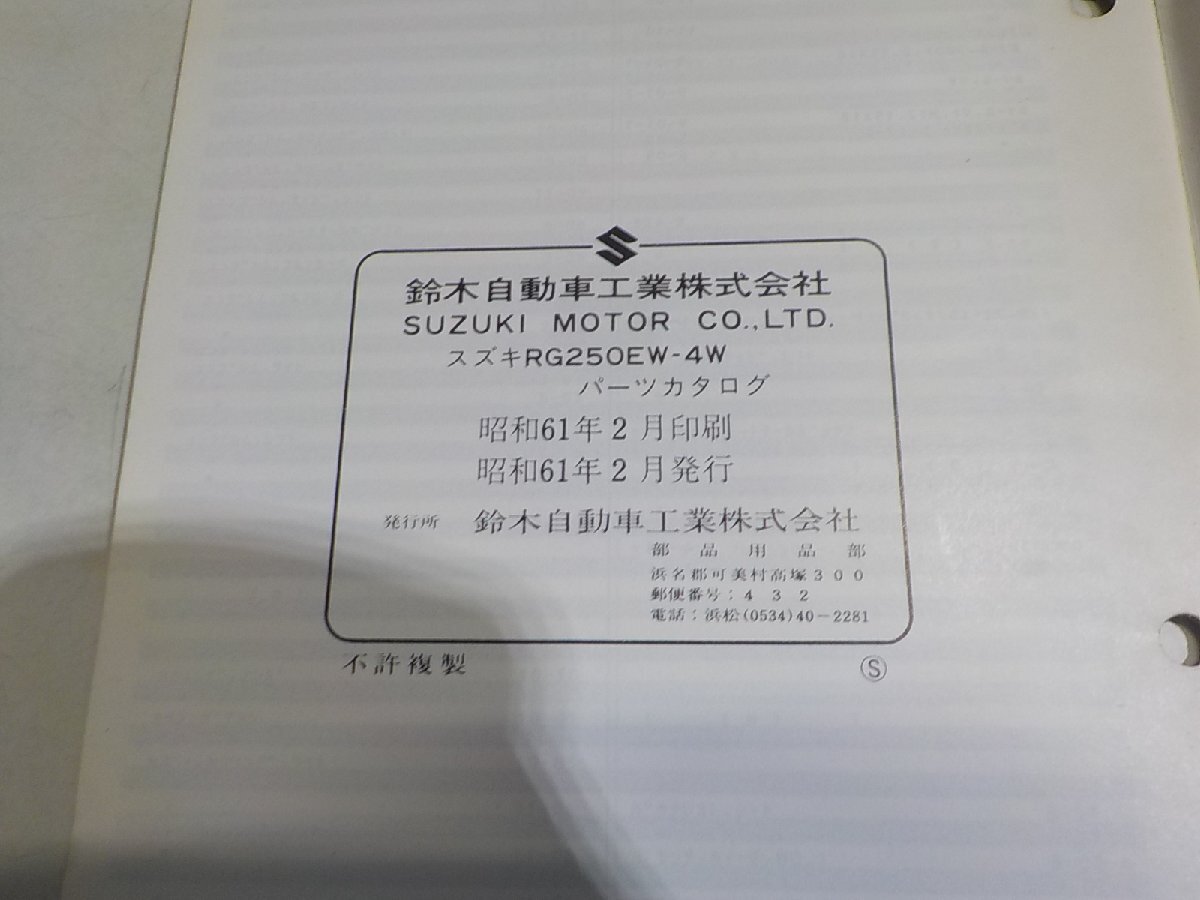 鈴木自動車工業株式会社
SUZUKI MOTOR CO.,LTD.
スズキRG250EW-4W
パーツカタログ
昭和61年2月印刷
昭和61年2月発行
発行所 鈴木自動車工業株式会社
部品用品部
浜名郡可美村高塚300
郵便番号:432
電話:浜松(0534)40-2281
不許複製 Ⓢ